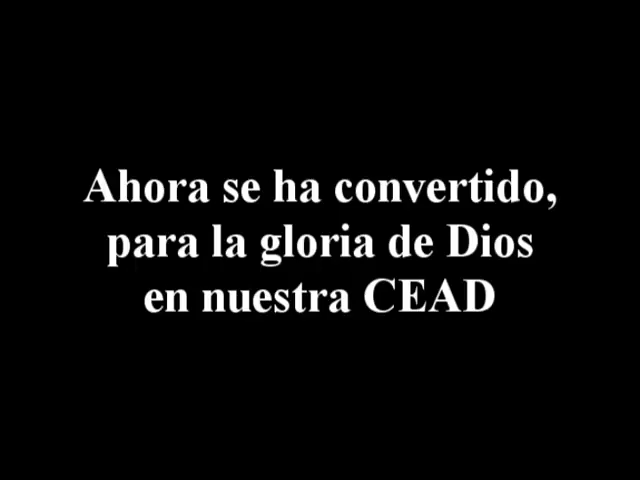 Ahora se ha convertido,
para la gloria de Dios
en nuestra CEAD